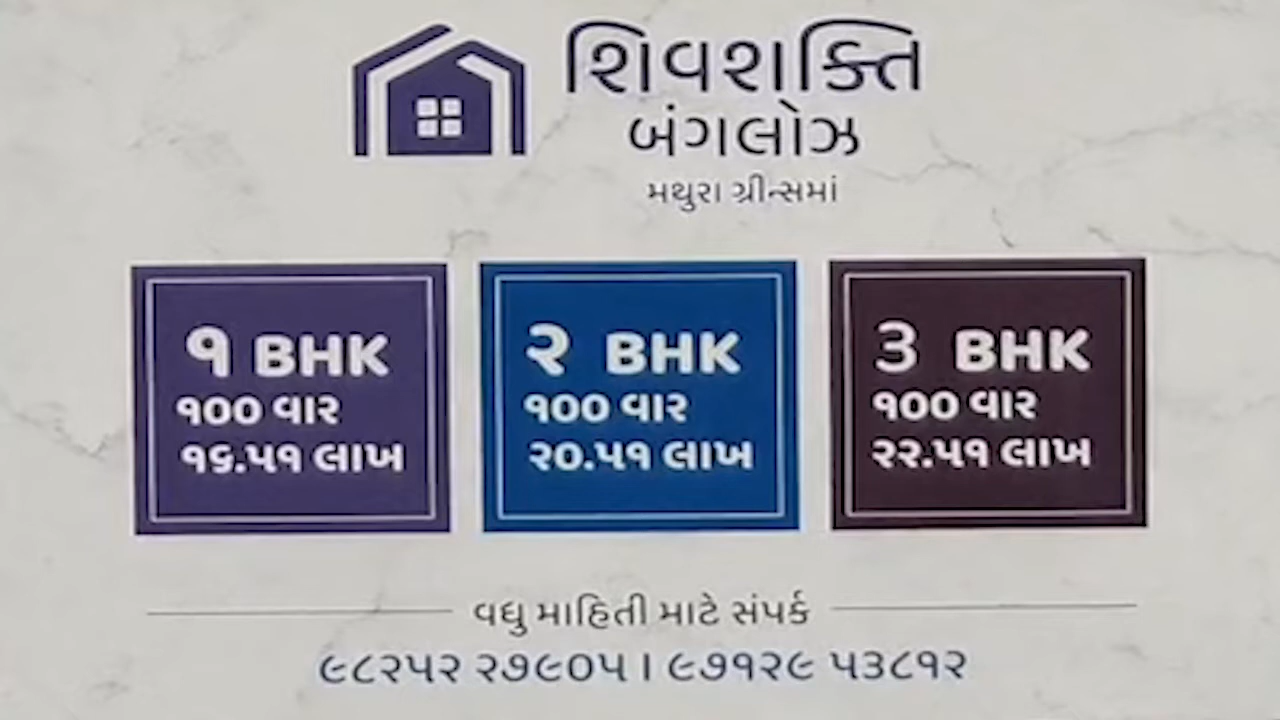 શિવશક્તિ
બંગલોઝ
મથુરા ગ્રીન્સમાં
૧ BHK
૧૦૦ વાર
૧૬.૫૧ લાખ
૨ BHK
૧૦૦ વાર
૨૦.૫૧ લાખ
૩ BHK
૧૦૦ વાર
૨૨.૫૧ લાખ
વધુ માહિતી માટે સંપર્ક
૯૮૨૫૨ ૨૭૯૦૫ | ૯૭૧૨૯ ૫૩૮૧૨